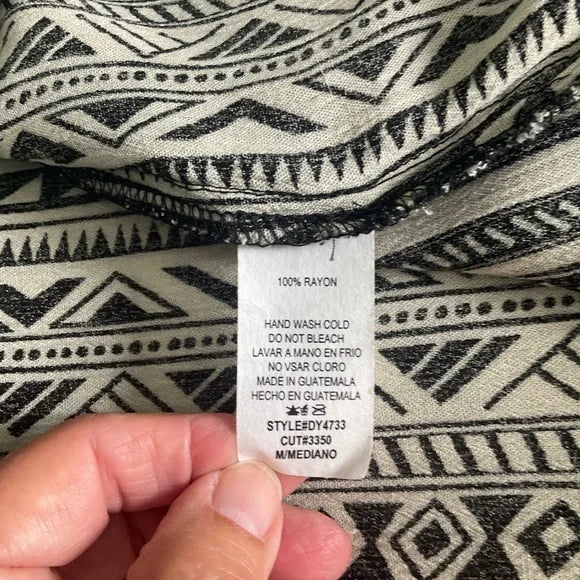 100% RAYON
HAND WASH COLD
DO NOT BLEACH
LAVAR A MANO EN FRIO
NO VSAR CLORO
MADE IN GUATEMALA
HECHO EN GUATEMALA
STYLE#DY4733
CUT#3350
M/MEDIANO